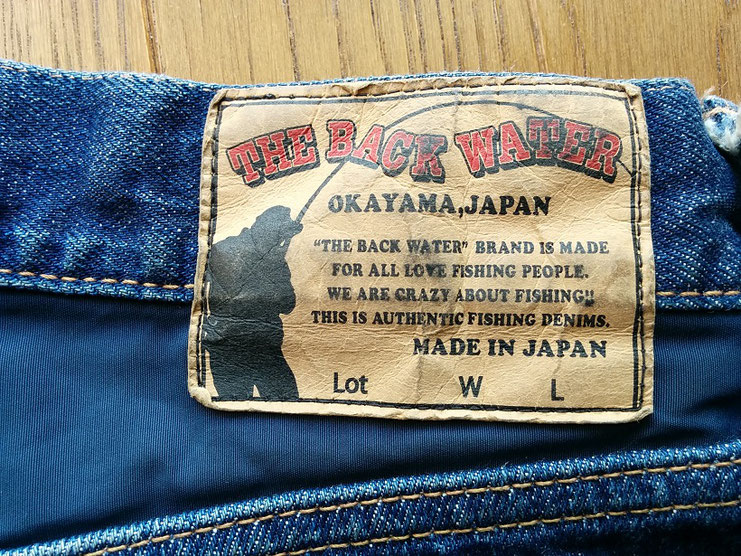 THE BACK WATER
OKAYAMA,JAPAN
"THE BACK WATER" BRAND IS MADE
FOR ALL LOVE FISHING PEOPLE.
WE ARE CRAZY ABOUT FISHING!!
THIS IS AUTHENTIC FISHING DENIMS.
MADE IN JAPAN
Lot W L